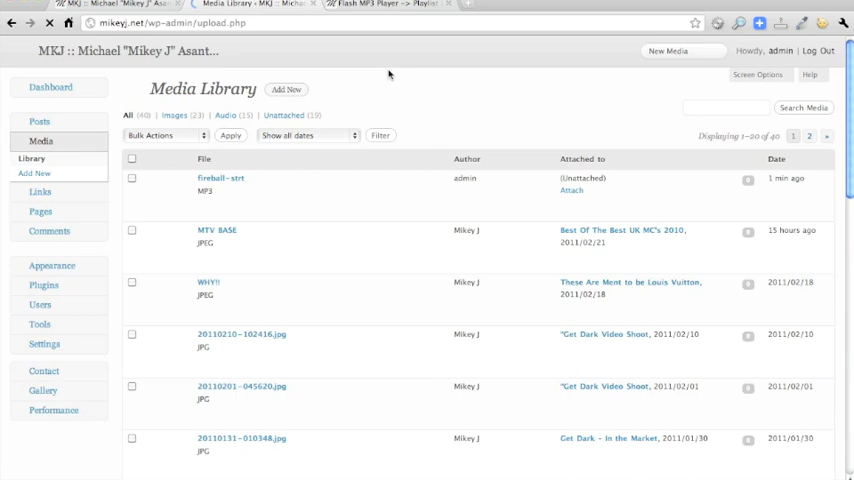 MKJ :: Michael "Mikey J" Asant
Media Library ‹ MKJ :: Michae
Flash MP3 Player -> Playlist
mikeyj.net/wp-admin/upload.php
MKJ :: Michael "Mikey J" Asant...
New Media
Howdy, admin | Log Out
Screen Options
Help
Dashboard
Posts
Media
Library
Add New
Links
Pages
Comments
Appearance
Plugins
Users
Tools
Settings
Contact
Gallery
Performance
Media Library
Add New
All (40) | Images (23) | Audio (15) | Unattached (19)
Search Media
Bulk Actions
Apply
Show all dates
Filter
Displaying 1–20 of 40
1
2
»
File Author Attached to Date
fireball-strt admin (Unattached) 0 1 min ago
MP3 Attach
MTV BASE Mikey J Best Of The Best UK MC's 2010, 0 15 hours ago
JPEG 2011/02/21
WHY!! Mikey J These Are Ment to be Louis Vuitton, 0 2011/02/18
JPEG 2011/02/18
20110210-102416.jpg Mikey J "Get Dark Video Shoot, 2011/02/10 0 2011/02/10
JPG
20110201-045620.jpg Mikey J "Get Dark Video Shoot, 2011/02/01 0 2011/02/01
JPG
20110131-010348.jpg Mikey J Get Dark - In the Market, 2011/01/30 0 2011/01/30
JPG